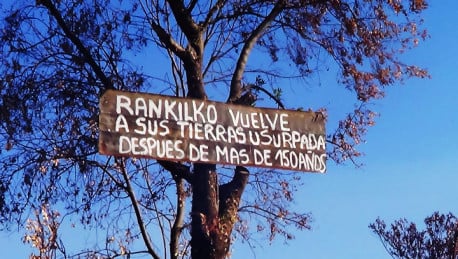 RANKILKO VUELVE
A SUS TIERRAS USURPADA
DESPUES DE MAS DE 150 AÑOS